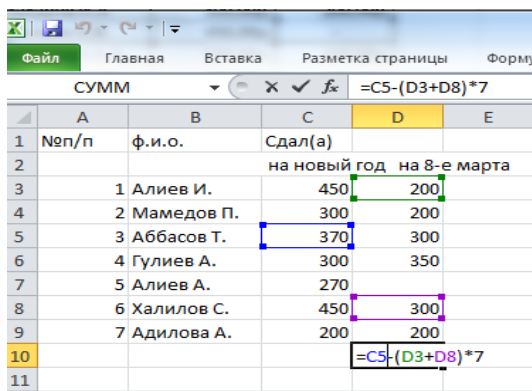 Файл Главная Вставка Разметка страницы Форму
СУММ fx =C5-(D3+D8)*7
A B C D E
1 №п/п ф.и.о. Сдал(а)
2 на новый год на 8-е марта
3 1 Алиев И. 450 200
4 2 Мамедов П. 300 200
5 3 Аббасов Т. 370 300
6 4 Гулиев А. 300 350
7 5 Алиев А. 270
8 6 Халилов С. 450 300
9 7 Адилова А. 200 200
10 =C5-(D3+D8)*7
11